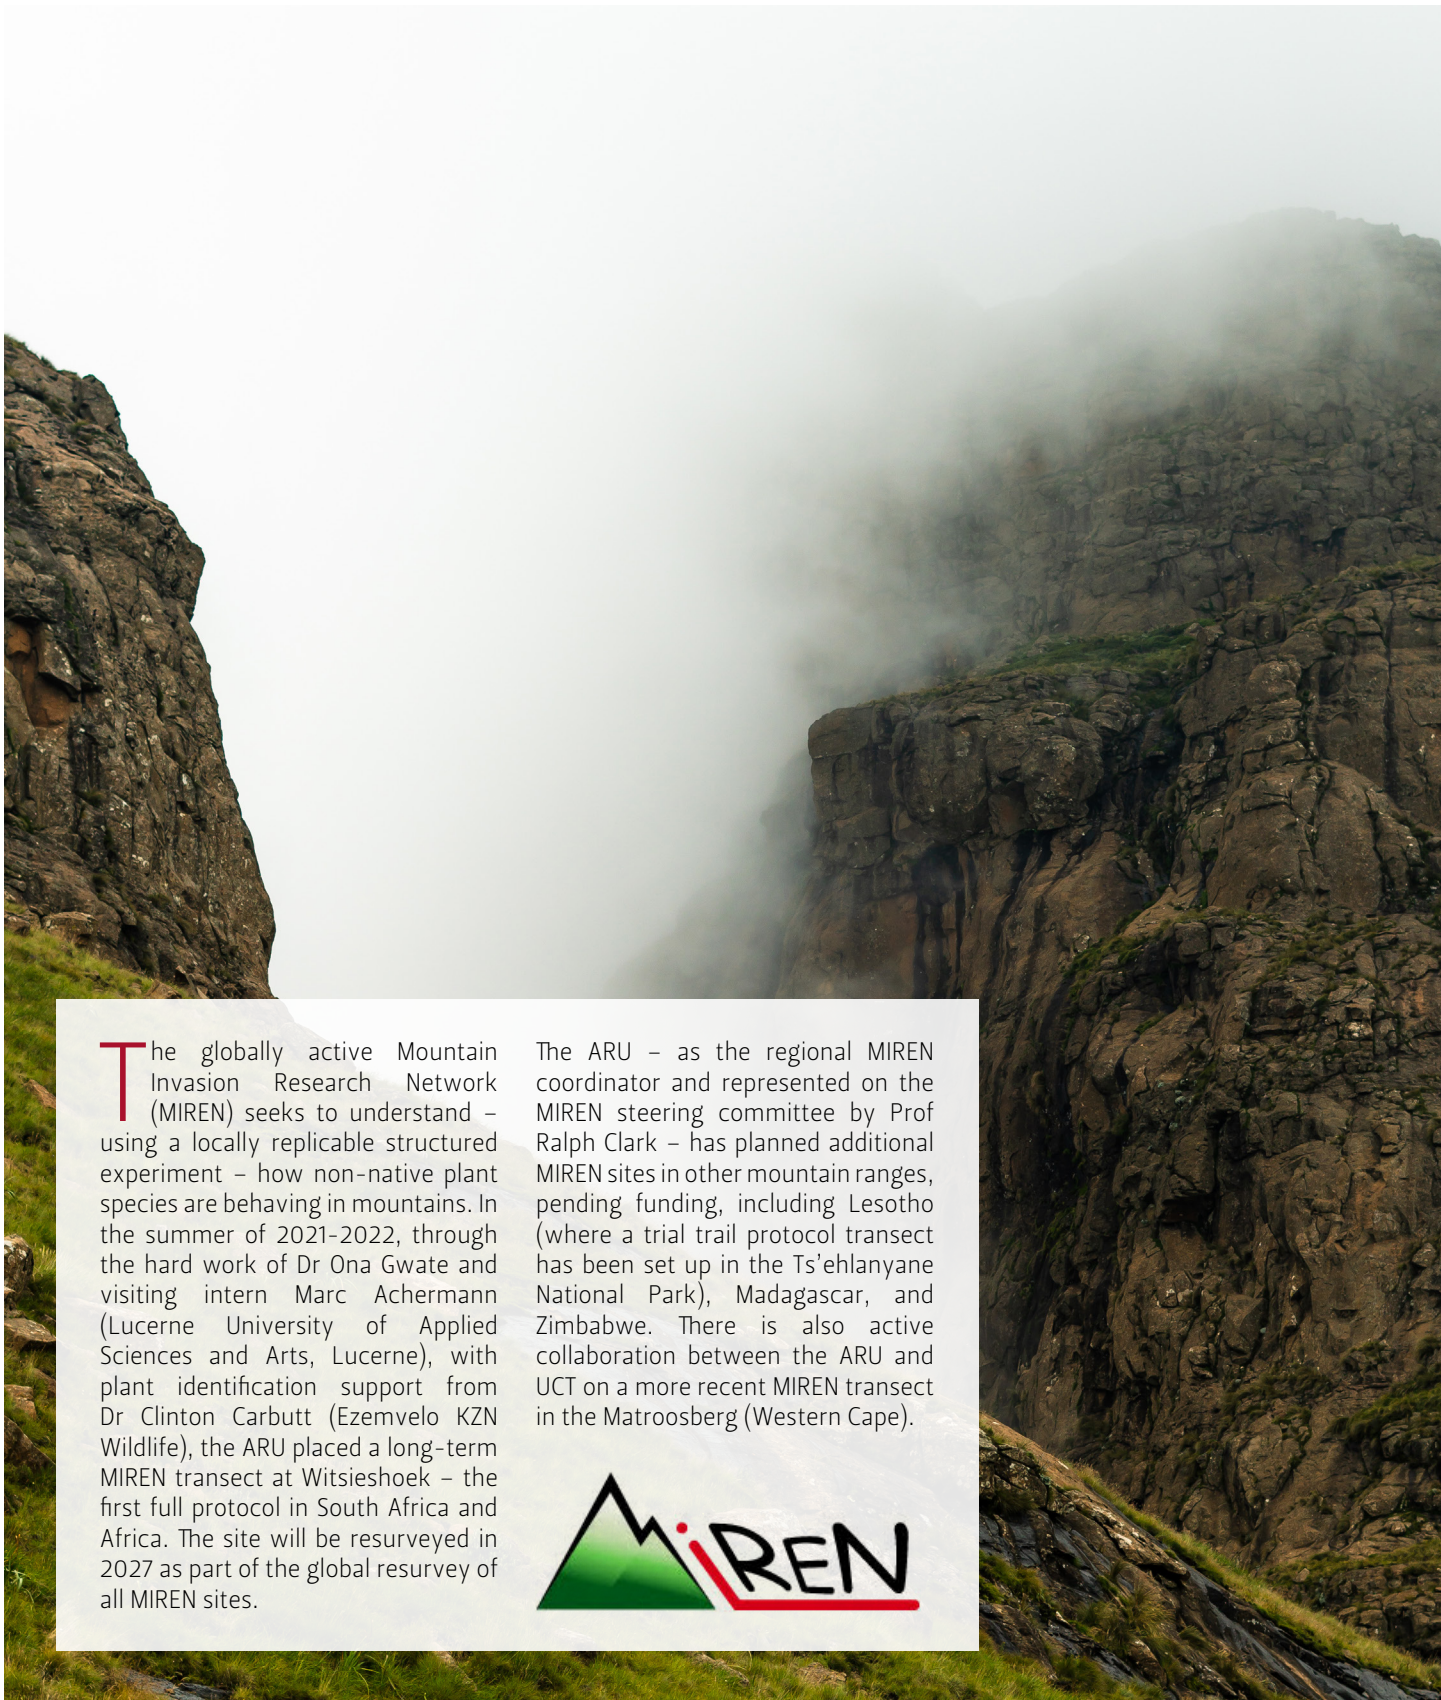 The globally active Mountain
Invasion Research Network
(MIREN) seeks to understand –
using a locally replicable structured
experiment – how non-native plant
species are behaving in mountains. In
the summer of 2021-2022, through
the hard work of Dr Ona Gwate and
visiting intern Marc Achermann
(Lucerne University of Applied
Sciences and Arts, Lucerne), with
plant identification support from
Dr Clinton Carbutt (Ezemvelo KZN
Wildlife), the ARU placed a long-term
MIREN transect at Witsieshoek – the
first full protocol in South Africa and
Africa. The site will be resurveyed in
2027 as part of the global resurvey of
all MIREN sites.
The ARU – as the regional MIREN
coordinator and represented on the
MIREN steering committee by Prof
Ralph Clark – has planned additional
MIREN sites in other mountain ranges,
pending funding, including Lesotho
(where a trial trail protocol transect
has been set up in the Ts’ehlanyane
National Park), Madagascar, and
Zimbabwe. There is also active
collaboration between the ARU and
UCT on a more recent MIREN transect
in the Matroosberg (Western Cape).
MiREN